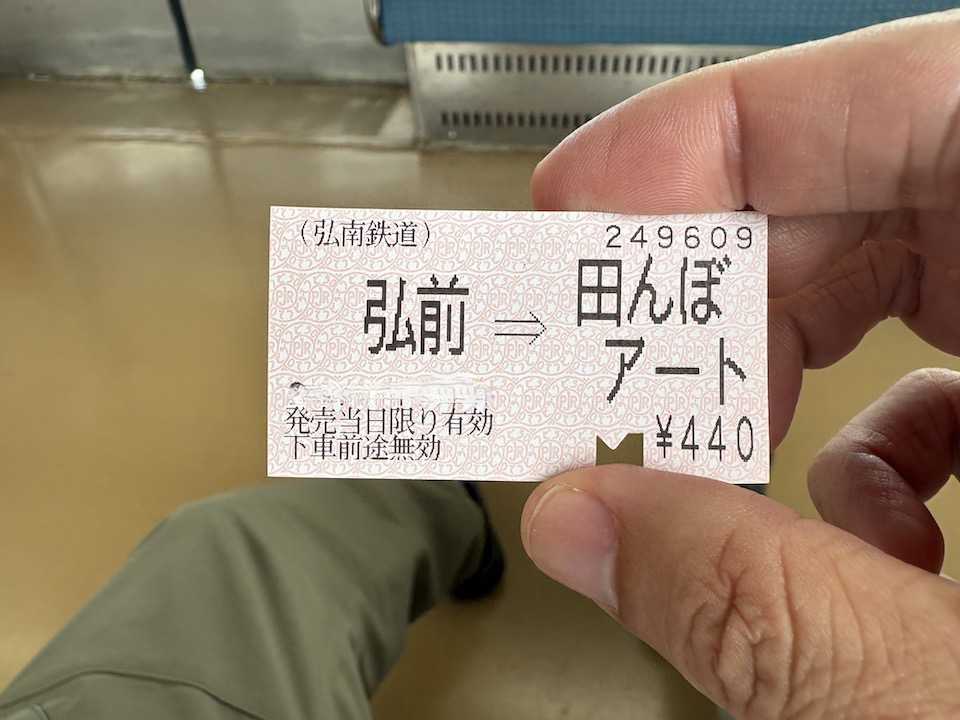 （弘南鉄道）
249609
弘前 ⇒ 田んぼ
アート
発売当日限り有効
下車前途無効
¥440